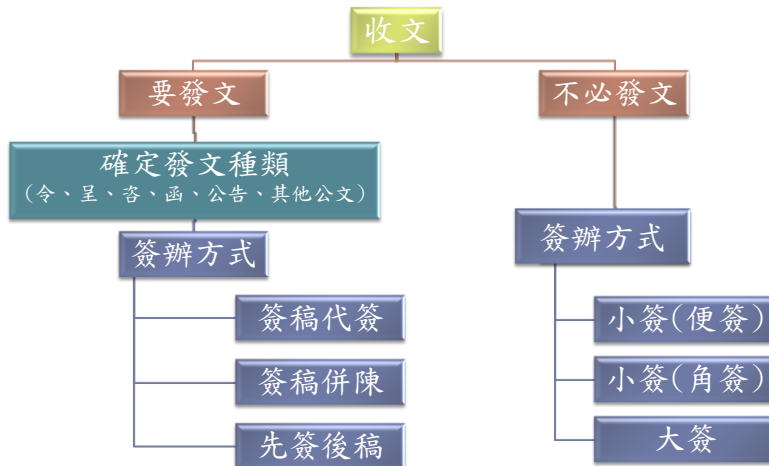 收文
要發文
不必發文
確定發文種類
(令、呈、咨、函、公告、其他公文)
簽辦方式
簽辦方式
簽稿代簽
簽稿併陳
先簽後稿
小簽(便簽)
小簽(角簽)
大簽